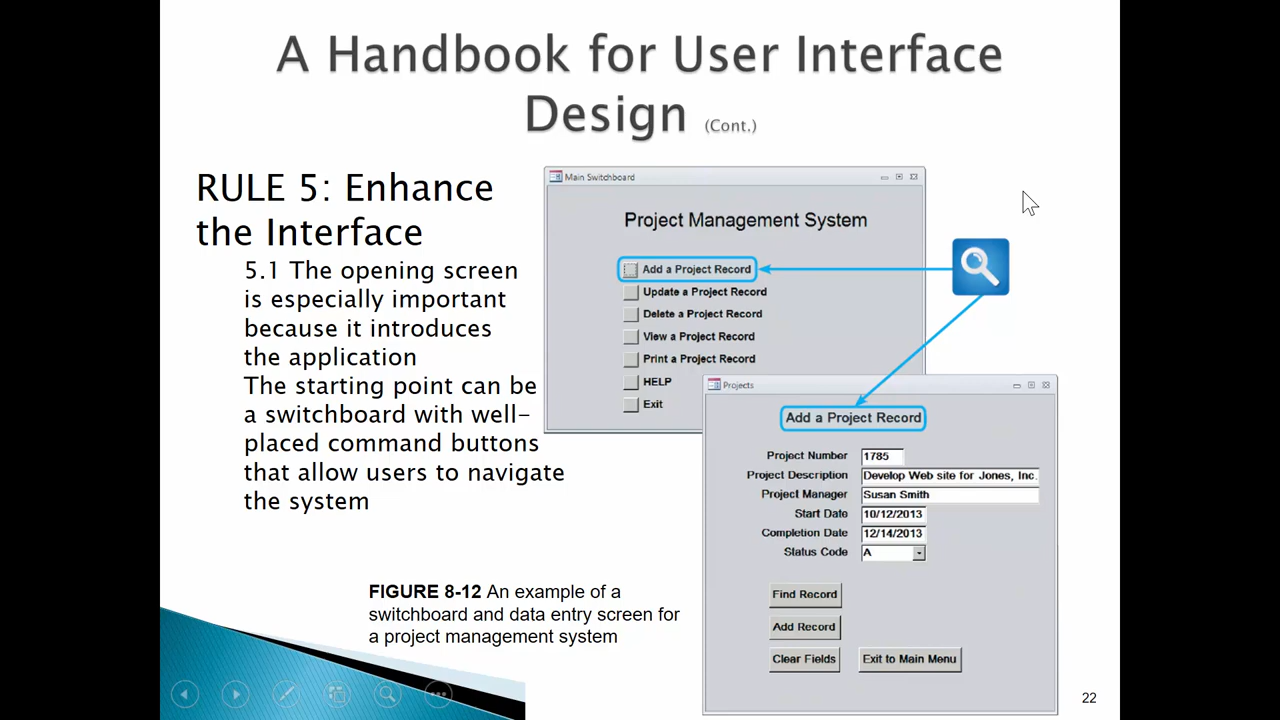 A Handbook for User Interface
Design (Cont.)
RULE 5: Enhance
the Interface
5.1 The opening screen
is especially important
because it introduces
the application
The starting point can be
a switchboard with well-
placed command buttons
that allow users to navigate
the system
Main Switchboard
Project Management System
Add a Project Record
Update a Project Record
Delete a Project Record
View a Project Record
Print a Project Record
HELP
Exit
Projects
Add a Project Record
Project Number 1785
Project Description Develop Web site for Jones, Inc.
Project Manager Susan Smith
Start Date 10/12/2013
Completion Date 12/14/2013
Status Code A
Find Record
Add Record
Clear Fields Exit to Main Menu
FIGURE 8-12 An example of a
switchboard and data entry screen for
a project management system
22